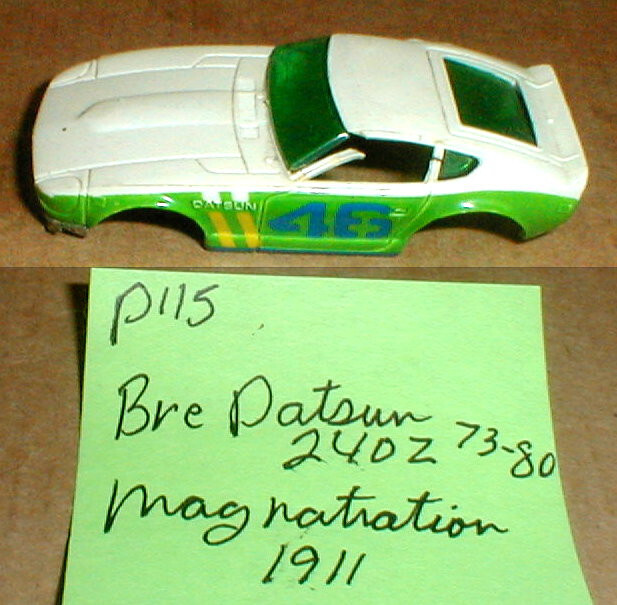 DATSUN
46
P115
Bre Datsun
240Z 73-80
Magnatration
1911